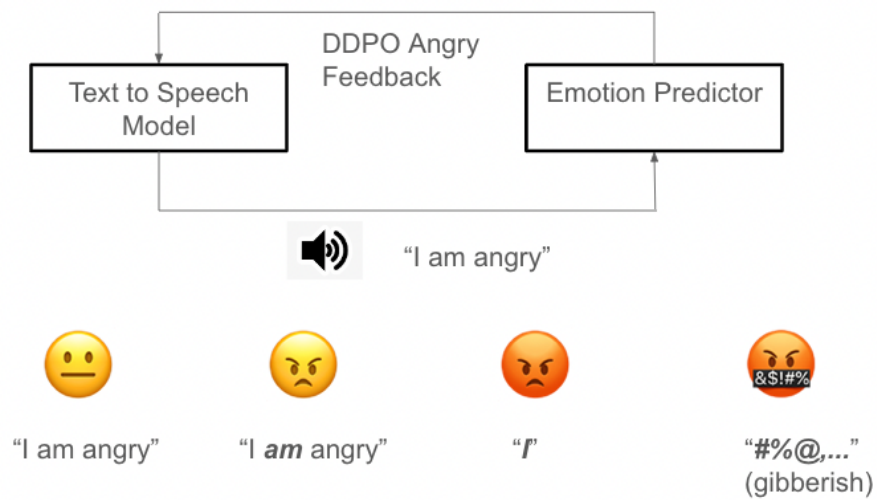 DDPO Angry
Feedback
Text to Speech
Model
Emotion Predictor
“I am angry”
&$!#%
“I am angry”
“I am angry”
“I”
“#%@,...”
(gibberish)